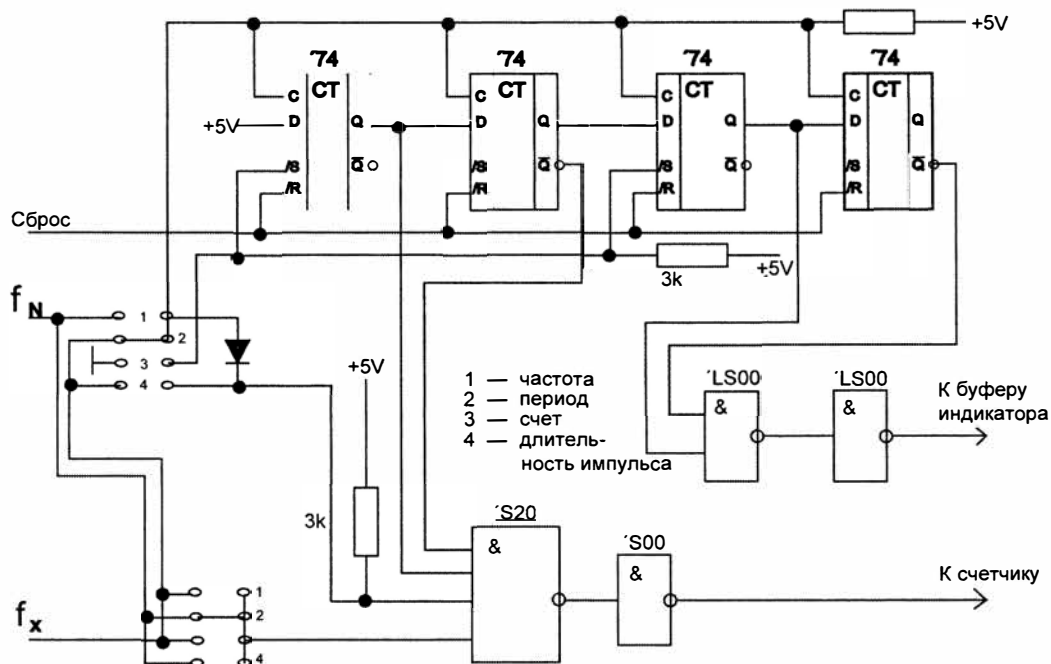 +5V
´74
´74
´74
´74
CT
CT
CT
CT
C
C
C
C
+5V
D
Q
D
Q
D
Q
D
Q
/S
Q̅
/S
Q̅
/S
Q̅
/S
Q̅
/R
/R
/R
/R
Сброс
3k
+5V
f N
1
2
3
4
+5V
1 — частота
2 — период
3 — счет
4 — длитель-
ность импульса
´LS00
&
´LS00
&
К буферу
индикатора
3k
´S20
&
´S00
&
К счетчику
f x
1
2
4